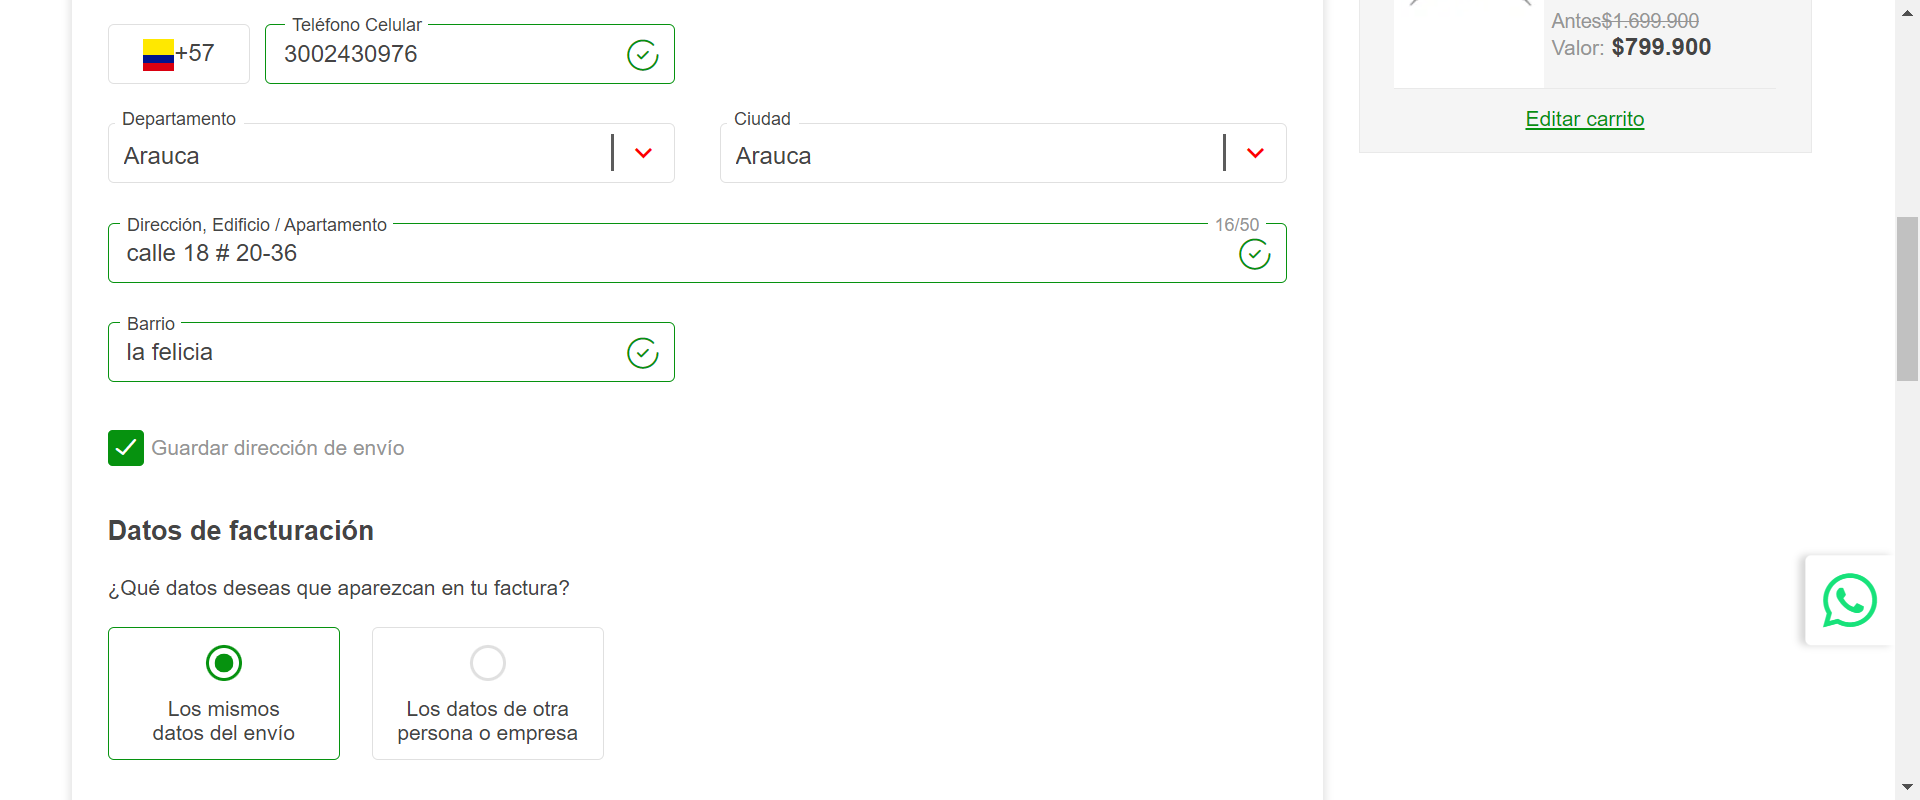 +57
Teléfono Celular
3002430976
Departamento
Arauca
Ciudad
Arauca
Dirección, Edificio / Apartamento
16/50
calle 18 # 20-36
Barrio
la felicia
Guardar dirección de envío
Datos de facturación
¿Qué datos deseas que aparezcan en tu factura?
Los mismos
datos del envío
Los datos de otra
persona o empresa
Antes$1.699.900
Valor: $799.900
Editar carrito